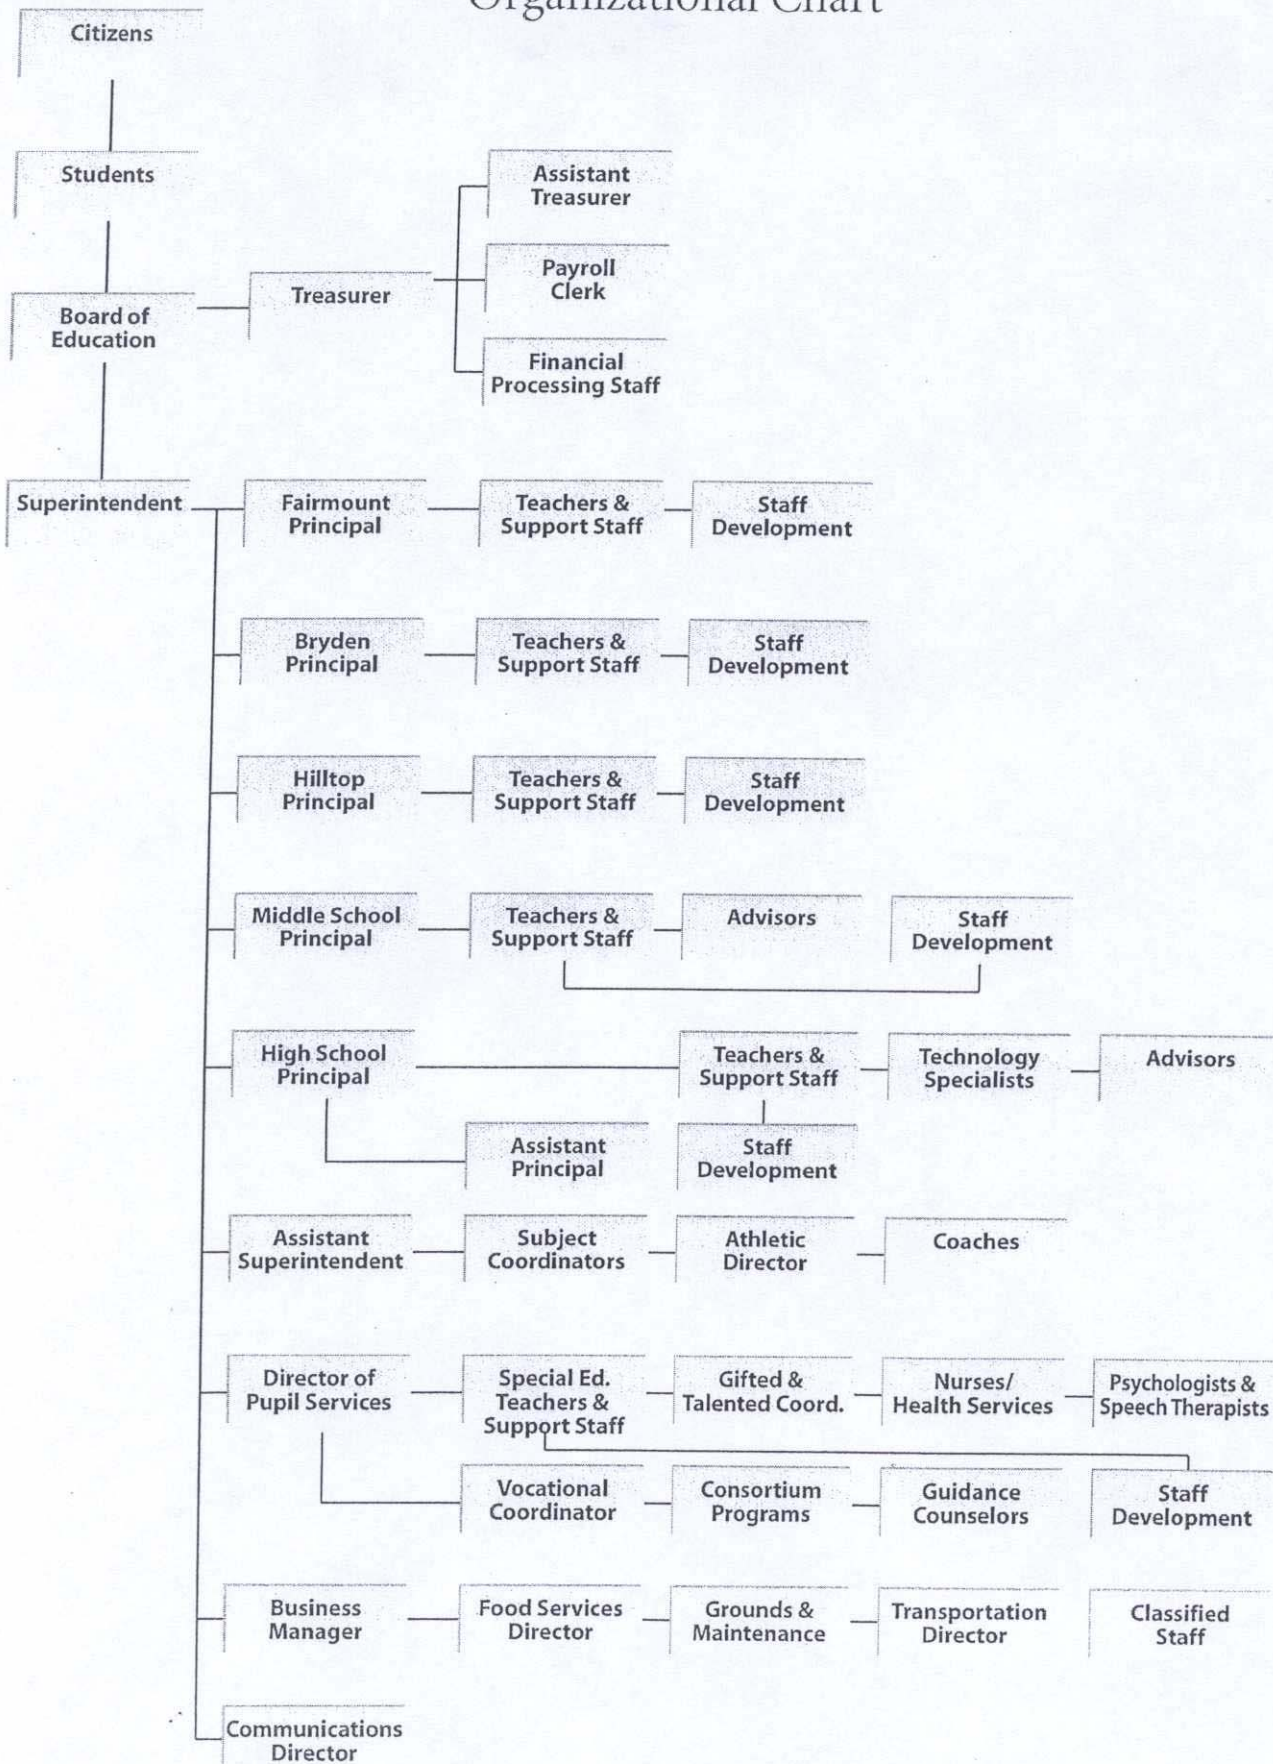 Organizational Chart
Citizens
Students
Assistant
Treasurer
Payroll
Clerk
Treasurer
Board of
Education
Financial
Processing Staff
Superintendent
Fairmount
Principal
Teachers &
Support Staff
Staff
Development
Bryden
Principal
Teachers &
Support Staff
Staff
Development
Hilltop
Principal
Teachers &
Support Staff
Staff
Development
Middle School
Principal
Teachers &
Support Staff
Advisors
Staff
Development
High School
Principal
Teachers &
Support Staff
Technology
Specialists
Advisors
Assistant
Principal
Staff
Development
Assistant
Superintendent
Subject
Coordinators
Athletic
Director
Coaches
Director of
Pupil Services
Special Ed.
Teachers &
Support Staff
Gifted &
Talented Coord.
Nurses/
Health Services
Psychologists &
Speech Therapists
Vocational
Coordinator
Consortium
Programs
Guidance
Counselors
Staff
Development
Business
Manager
Food Services
Director
Grounds &
Maintenance
Transportation
Director
Classified
Staff
Communications
Director